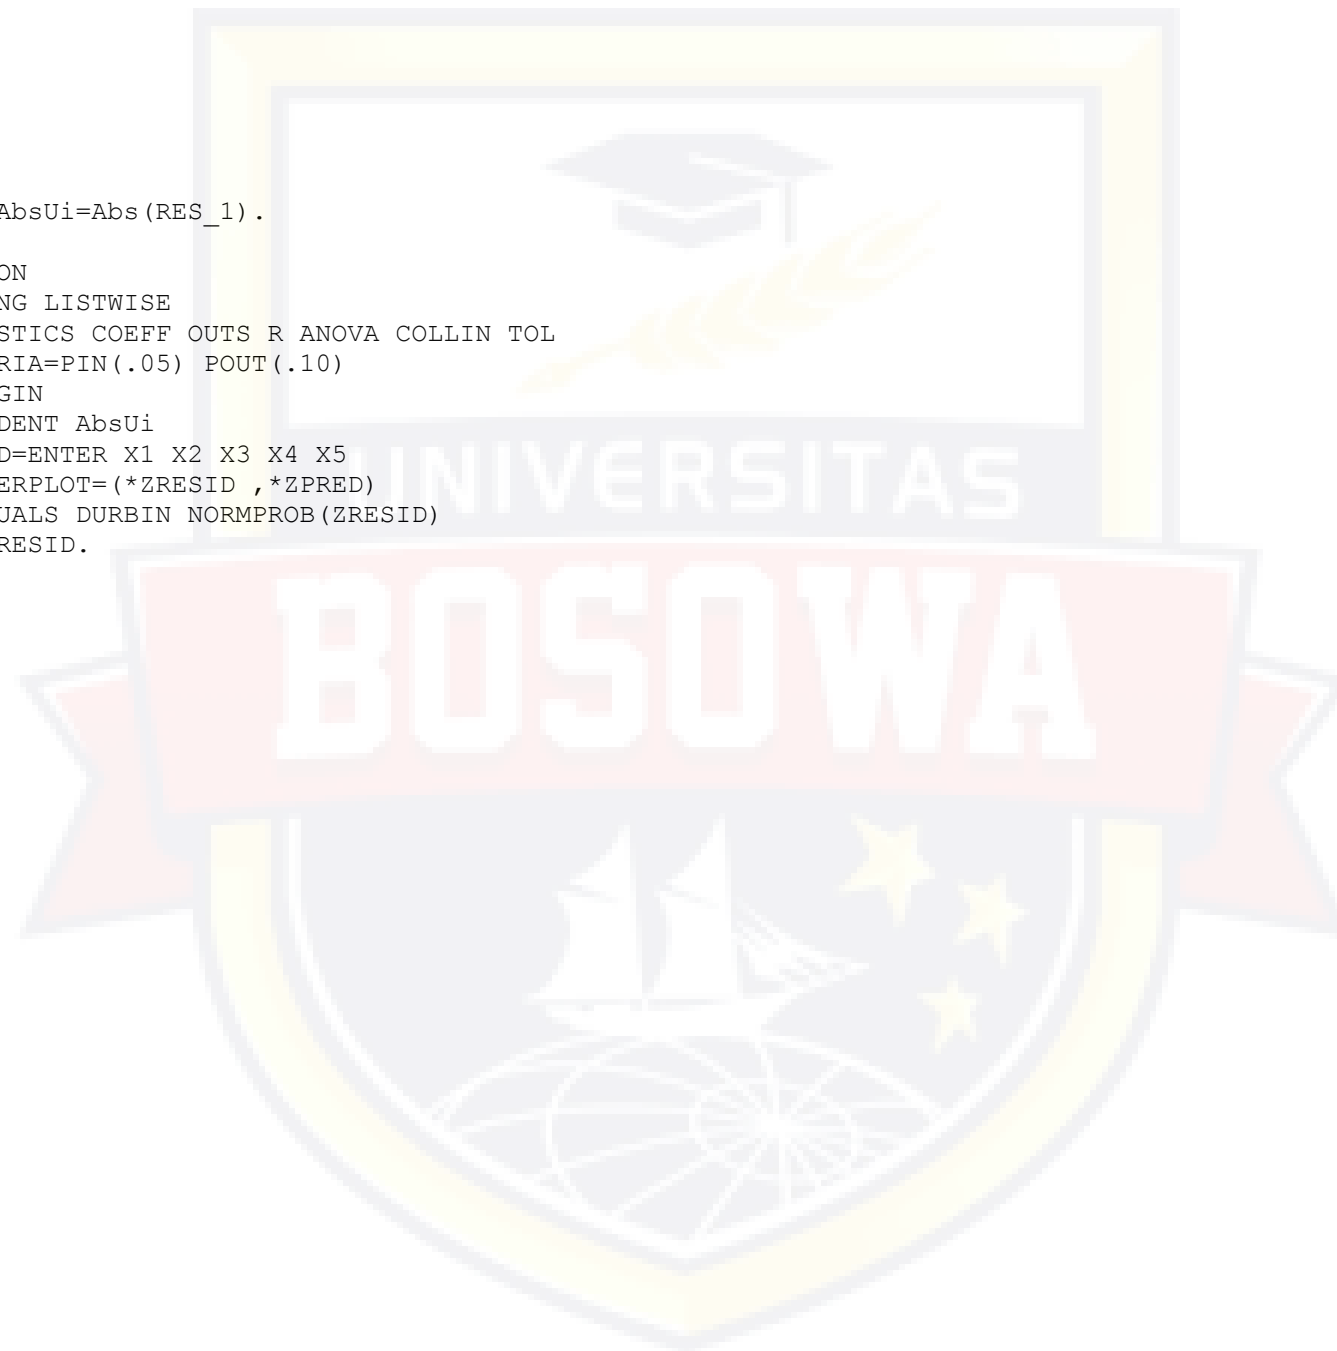 AbsUi=Abs(RES_1).
ON
NG LISTWISE
STICS COEFF OUTS R ANOVA COLLIN TOL
RIA=PIN(.05) POUT(.10)
GIN
DENT AbsUi
D=ENTER X1 X2 X3 X4 X5
ERPLOT=(*ZRESID ,*ZPRED)
UALS DURBIN NORMPROB(ZRESID)
RESID.
UNIVERSITAS
BOSOWA